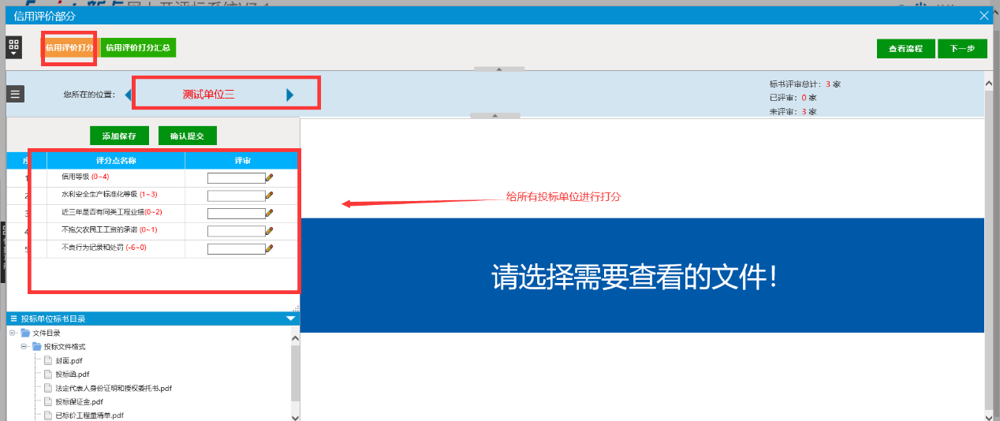 信用评价部分
信用评价打分
信用评价打分汇总
查看流程
下一步
您所在的位置：
测试单位三
标书评审总计：3 家
已评审：0 家
未评审：3 家
添加保存
确认提交
评分点名称
评审
信用等级 (0~4)
水利安全生产标准化等级 (1~3)
近三年是否有同类工程业绩(0~2)
不拖欠农民工工资的承诺 (0~1)
不良行为记录和处罚 (-6~0)
给所有投标单位进行打分
请选择需要查看的文件！
投标单位标书目录
文件目录
投标文件格式
封面.pdf
投标函.pdf
法定代表人身份证明和授权委托书.pdf
投标保证金.pdf
已标价工程量清单.pdf